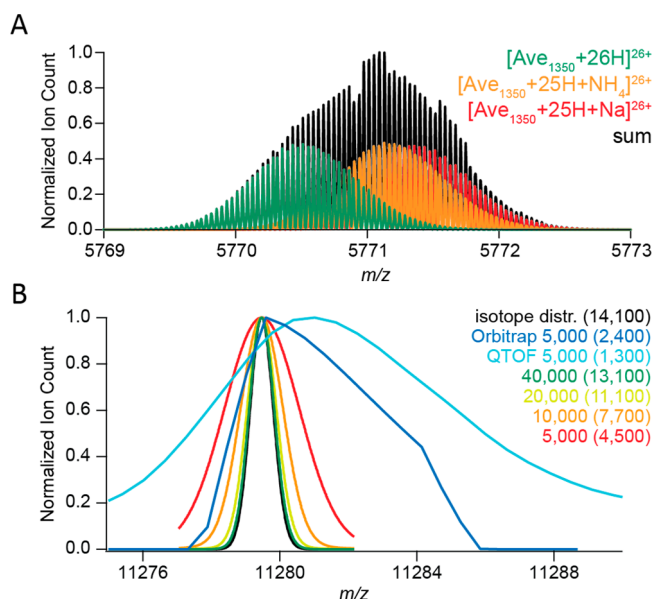 A
Normalized Ion Count
1.0
0.8
0.6
0.4
0.2
0.0
[Ave₁₃₅₀+26H]²⁶⁺
[Ave₁₃₅₀+25H+NH₄]²⁶⁺
[Ave₁₃₅₀+25H+Na]²⁶⁺
sum
5769 5770 5771 5772 5773
m/z
B
Normalized Ion Count
1.0
0.8
0.6
0.4
0.2
0.0
isotope distr. (14,100)
Orbitrap 5,000 (2,400)
QTOF 5,000 (1,300)
40,000 (13,100)
20,000 (11,100)
10,000 (7,700)
5,000 (4,500)
11276 11280 11284 11288
m/z